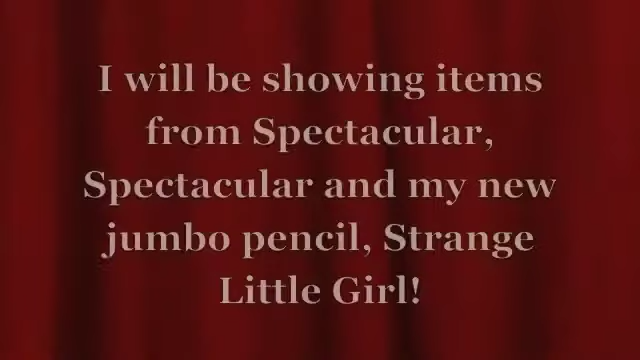 I will be showing items
from Spectacular,
Spectacular and my new
jumbo pencil, Strange
Little Girl!